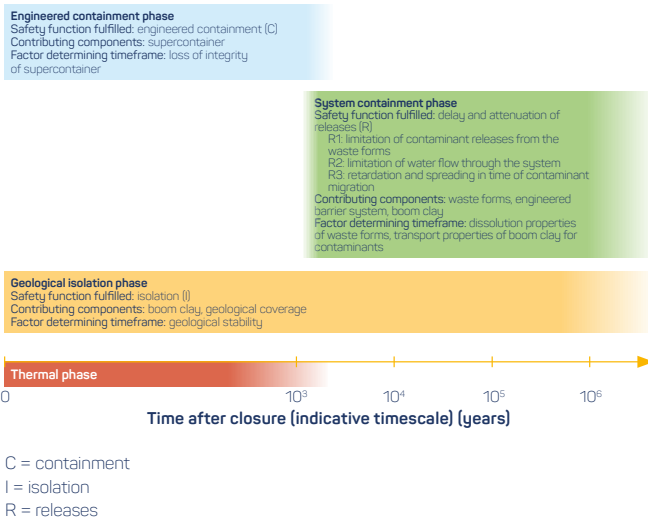 Engineered containment phase
Safety function fulfilled: engineered containment (C)
Contributing components: supercontainer
Factor determining timeframe: loss of integrity
of supercontainer
System containment phase
Safety function fulfilled: delay and attenuation of
releases (R)
R1: limitation of contaminant releases from the
waste forms
R2: limitation of water flow through the system
R3: retardation and spreading in time of contaminant
migration
Contributing components: waste forms, engineered
barrier system, boom clay
Factor determining timeframe: dissolution properties
of waste forms, transport properties of boom clay for
contaminants
Geological isolation phase
Safety function fulfilled: isolation (I)
Contributing components: boom clay, geological coverage
Factor determining timeframe: geological stability
Thermal phase
0 10³ 10⁴ 10⁵ 10⁶
Time after closure (indicative timescale) (years)
C = containment
I = isolation
R = releases